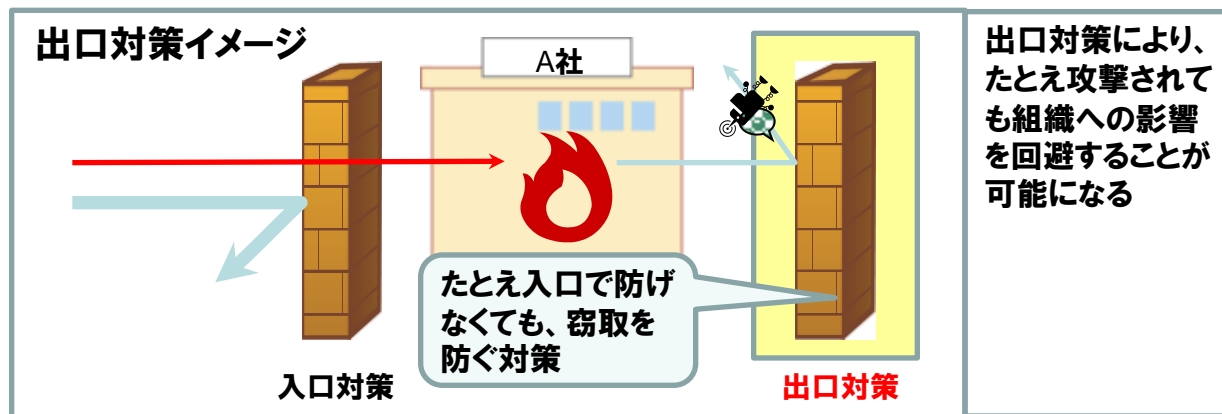 出口対策イメージ
A社
たとえ入口で防げ
なくても、窃取を
防ぐ対策
入口対策
出口対策
出口対策により、
たとえ攻撃されて
も組織への影響
を回避することが
可能になる